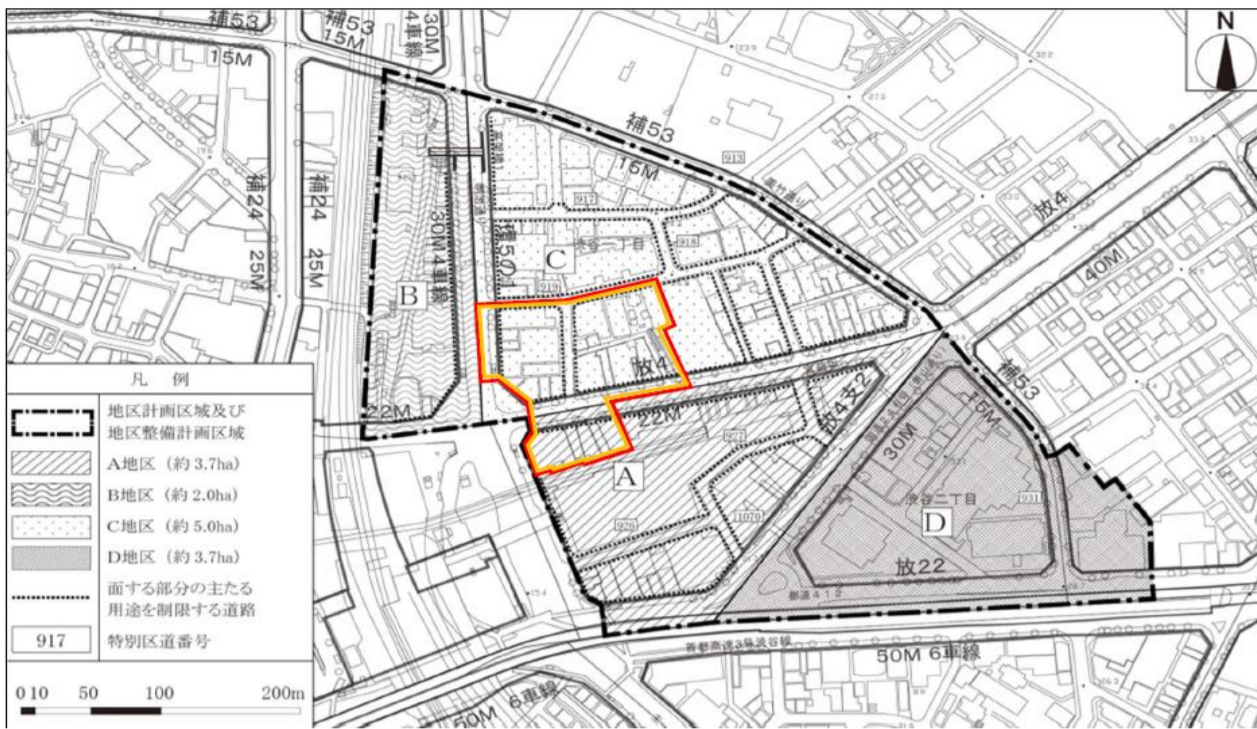 補53
15M
補53
15M
30M
4車線
N
補53
15M
913
補24
25M
補24
25M
30M4車線
917
渋谷二丁目
918
C
919
B
放4
40M
放4
22M
22M
放4支2
補53
15M
30M
A
渋谷二丁目
931
D
926
1070
放22
都道412
首都高速3号渋谷線
50M 6車線
50M 6車線
凡 例
地区計画区域及び
地区整備計画区域
A地区(約3.7ha)
B地区(約2.0ha)
C地区(約5.0ha)
D地区(約3.7ha)
面する部分の主たる
用途を制限する道路
917
特別区道番号
0 10 50 100 200m